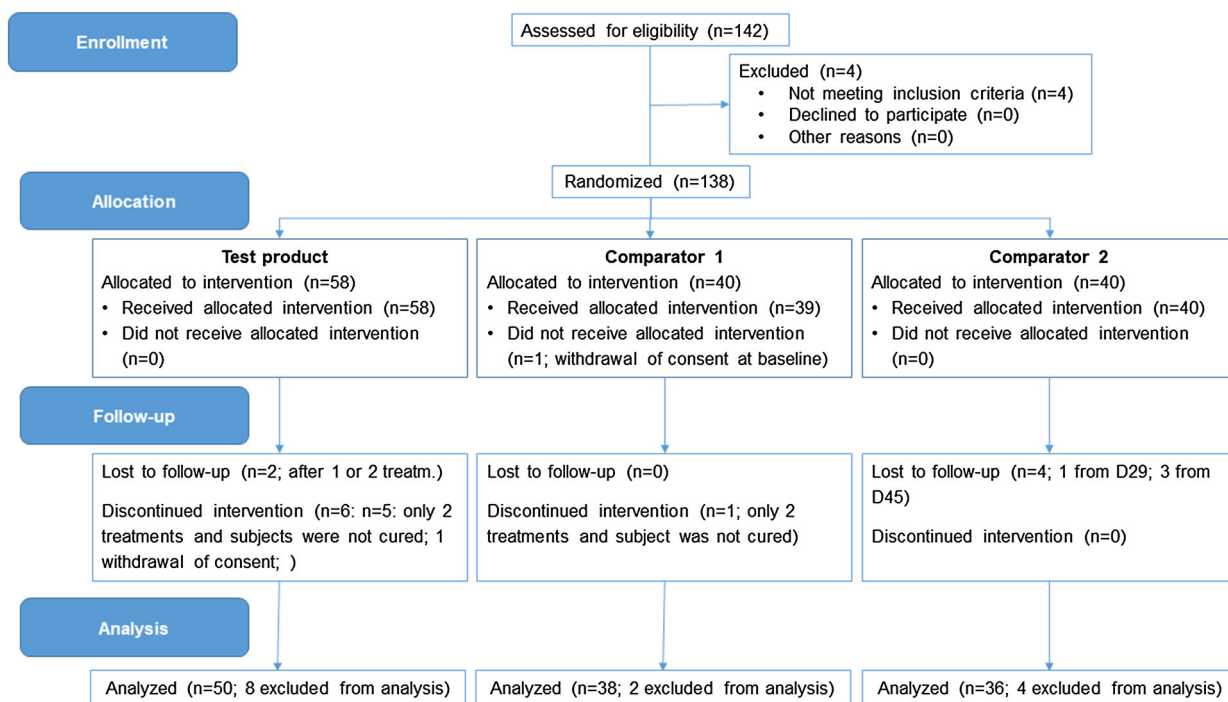 Enrollment
Assessed for eligibility (n=142)
Excluded (n=4)
• Not meeting inclusion criteria (n=4)
• Declined to participate (n=0)
• Other reasons (n=0)
Randomized (n=138)
Allocation
Test product
Allocated to intervention (n=58)
• Received allocated intervention (n=58)
• Did not receive allocated intervention
(n=0)
Comparator 1
Allocated to intervention (n=40)
• Received allocated intervention (n=39)
• Did not receive allocated intervention
(n=1; withdrawal of consent at baseline)
Comparator 2
Allocated to intervention (n=40)
• Received allocated intervention (n=40)
• Did not receive allocated intervention
(n=0)
Follow-up
Lost to follow-up (n=2; after 1 or 2 treatm.)
Discontinued intervention (n=6: n=5: only 2
treatments and subjects were not cured; 1
withdrawal of consent; )
Lost to follow-up (n=0)
Discontinued intervention (n=1; only 2
treatments and subject was not cured)
Lost to follow-up (n=4; 1 from D29; 3 from
D45)
Discontinued intervention (n=0)
Analysis
Analyzed (n=50; 8 excluded from analysis)
Analyzed (n=38; 2 excluded from analysis)
Analyzed (n=36; 4 excluded from analysis)